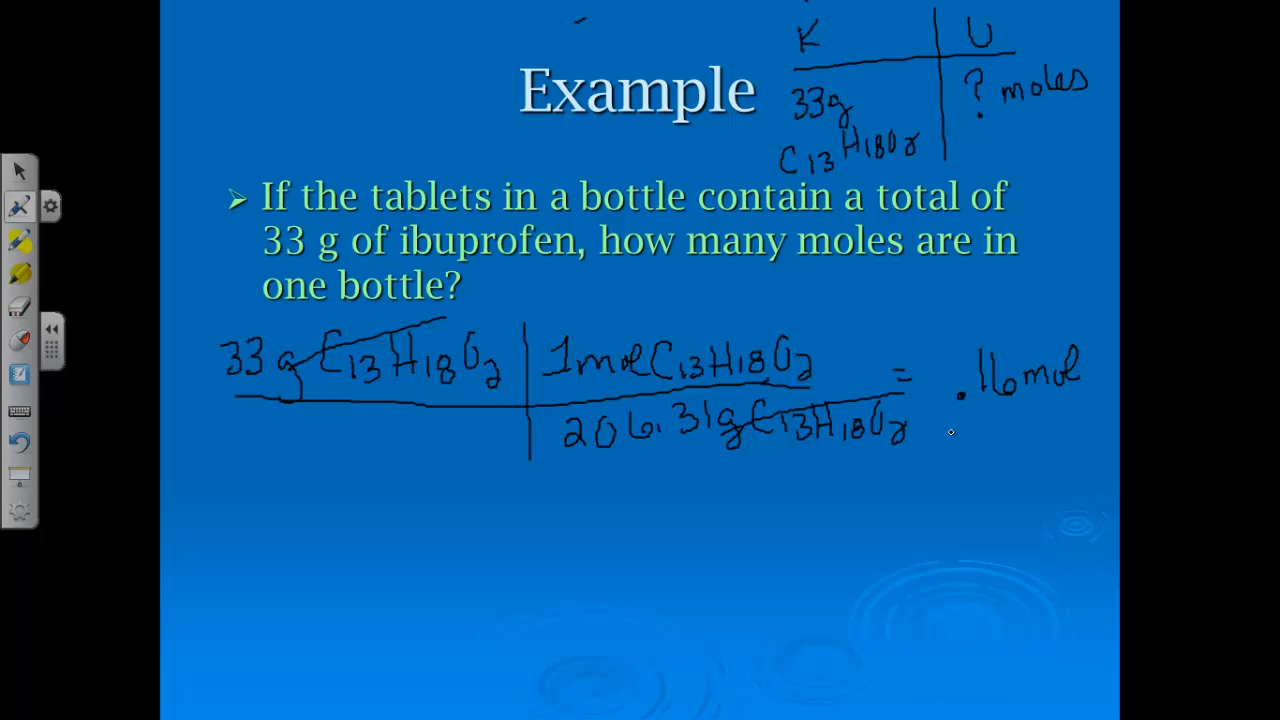 K U
Example
33g ? moles
C13H18O2
If the tablets in a bottle contain a total of
33 g of ibuprofen, how many moles are in
one bottle?
33 g C13H18O2 1 mol C13H18O2 = .16 mol
206.31g C13H18O2